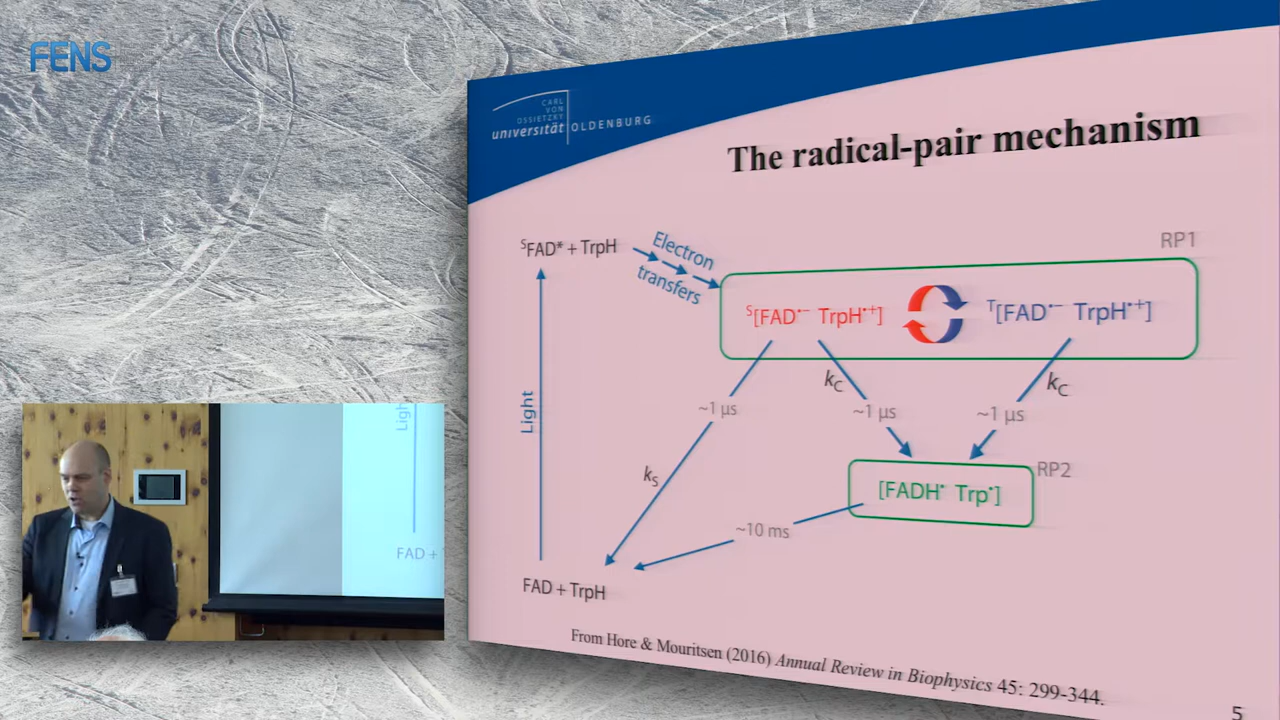 FENS
CARL
VON
OSSIETZKY
universität OLDENBURG
The radical-pair mechanism
SFAD* + TrpH
Electron
transfers
RP1
S[FAD•− TrpH•+]
T[FAD•− TrpH•+]
Light
kC
kC
~1 μs
~1 μs
~1 μs
kS
RP2
[FADH• Trp•]
~10 ms
FAD + TrpH
From Hore & Mouritsen (2016) Annual Review in Biophysics 45: 299-344.
5
Light
FAD +